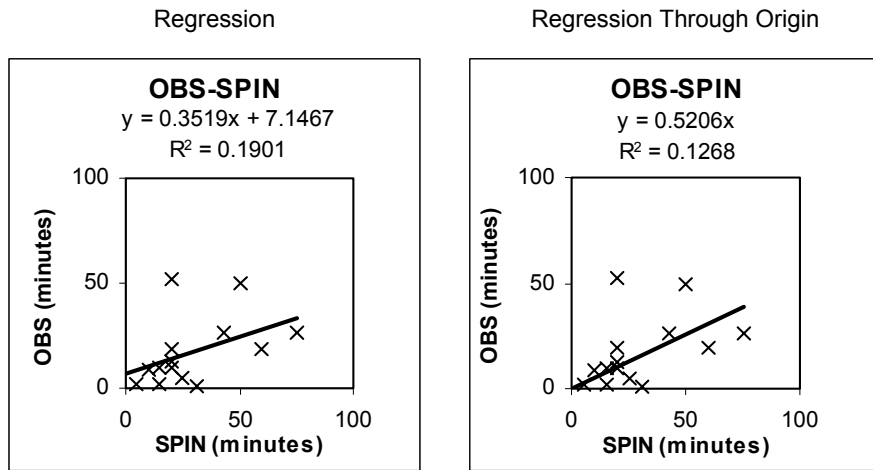 Regression
OBS-SPIN
y = 0.3519x + 7.1467
R² = 0.1901
100
50
0
OBS (minutes)
0 50 100
SPIN (minutes)
Regression Through Origin
OBS-SPIN
y = 0.5206x
R² = 0.1268
100
50
0
OBS (minutes)
0 50 100
SPIN (minutes)